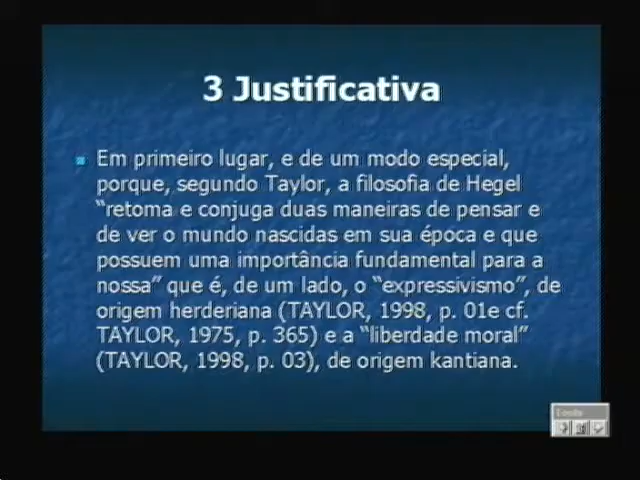 3 Justificativa
Em primeiro lugar, e de um modo especial,
porque, segundo Taylor, a filosofia de Hegel
“retoma e conjuga duas maneiras de pensar e
de ver o mundo nascidas em sua época e que
possuem uma importância fundamental para a
nossa” que é, de um lado, o “expressivismo”, de
origem herderiana (TAYLOR, 1998, p. 01e cf.
TAYLOR, 1975, p. 365) e a “liberdade moral”
(TAYLOR, 1998, p. 03), de origem kantiana.